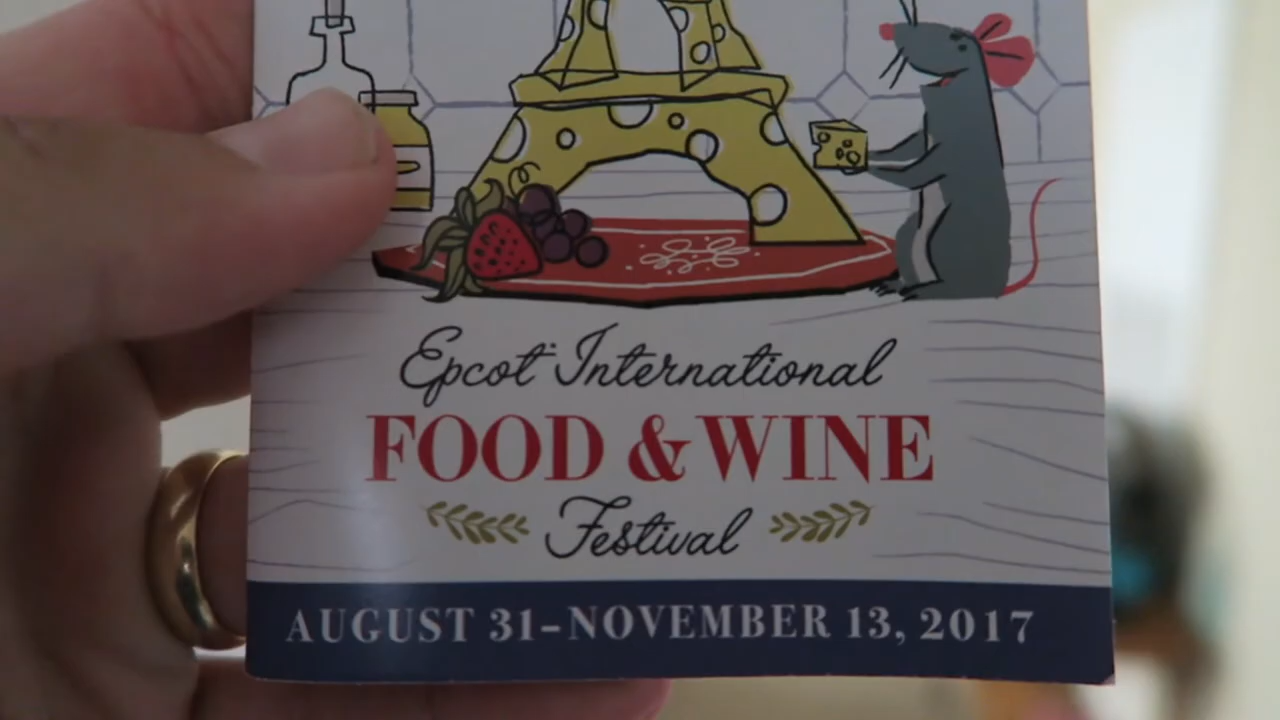 Epcot International
FOOD & WINE
Festival
AUGUST 31–NOVEMBER 13, 2017